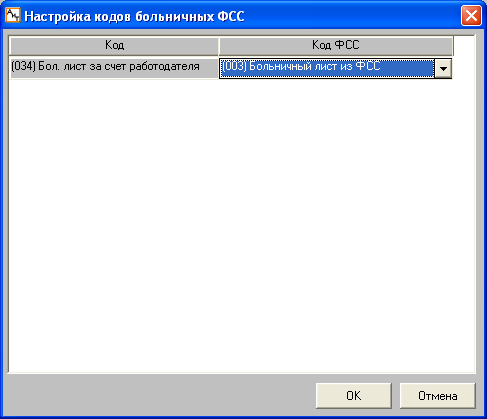 Настройка кодов больничных ФСС
Код Код ФСС
(034) Бол. лист за счет работодателя (003) Больничный лист из ФСС
OK Отмена